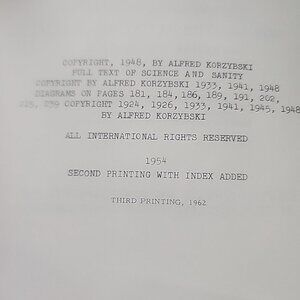 COPYRIGHT, 1948, BY ALFRED KORZYBSKI
FULL TEXT OF SCIENCE AND SANITY
COPYRIGHT BY ALFRED KORZYBSKI 1933, 1941, 1948
DIAGRAMS ON PAGES 181, 184, 186, 189, 191, 202,
239 COPYRIGHT 1924, 1926, 1933, 1941, 1945, 1948
BY ALFRED KORZYBSKI
ALL INTERNATIONAL RIGHTS RESERVED
1954
SECOND PRINTING WITH INDEX ADDED
THIRD PRINTING, 1962